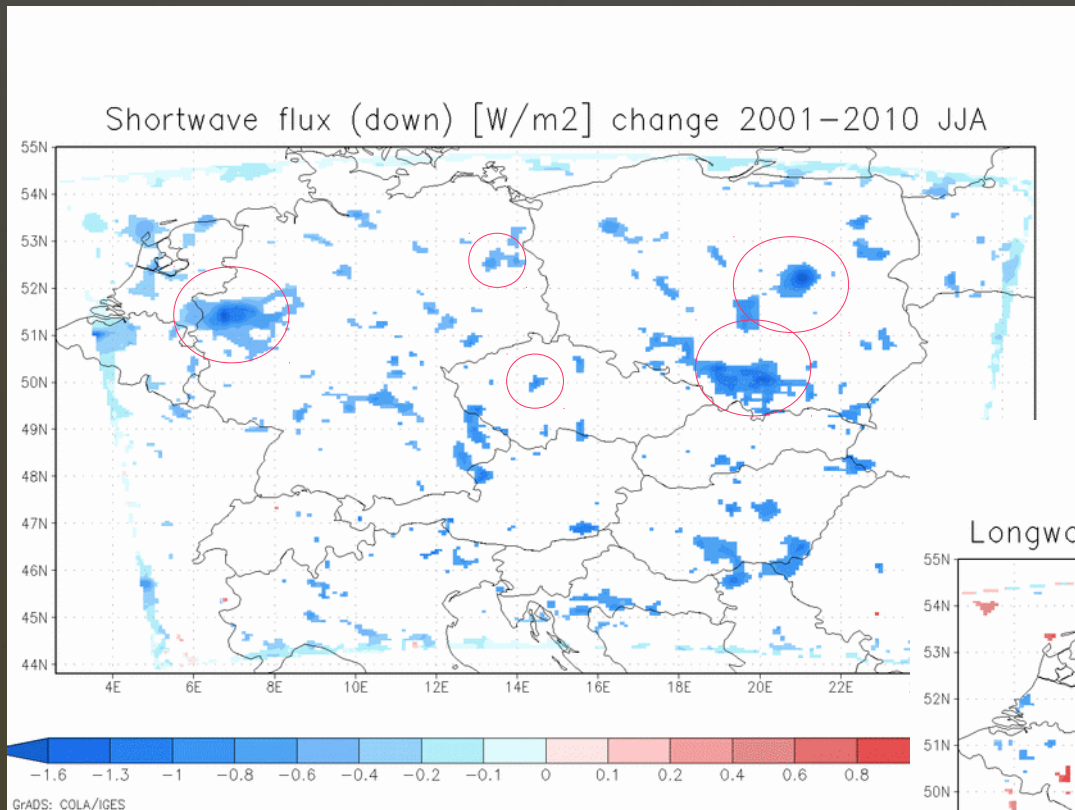 Shortwave flux (down) [W/m2] change 2001-2010 JJA
55N
54N
53N
52N
51N
50N
49N
48N
47N
46N
45N
44N
4E 6E 8E 10E 12E 14E 16E 18E 20E 22E
-1.6 -1.3 -1 -0.8 -0.6 -0.4 -0.2 -0.1 0 0.1 0.2 0.4 0.6 0.8
GrADS: COLA/IGES
Longwa
55N
54N
53N
52N
51N
50N